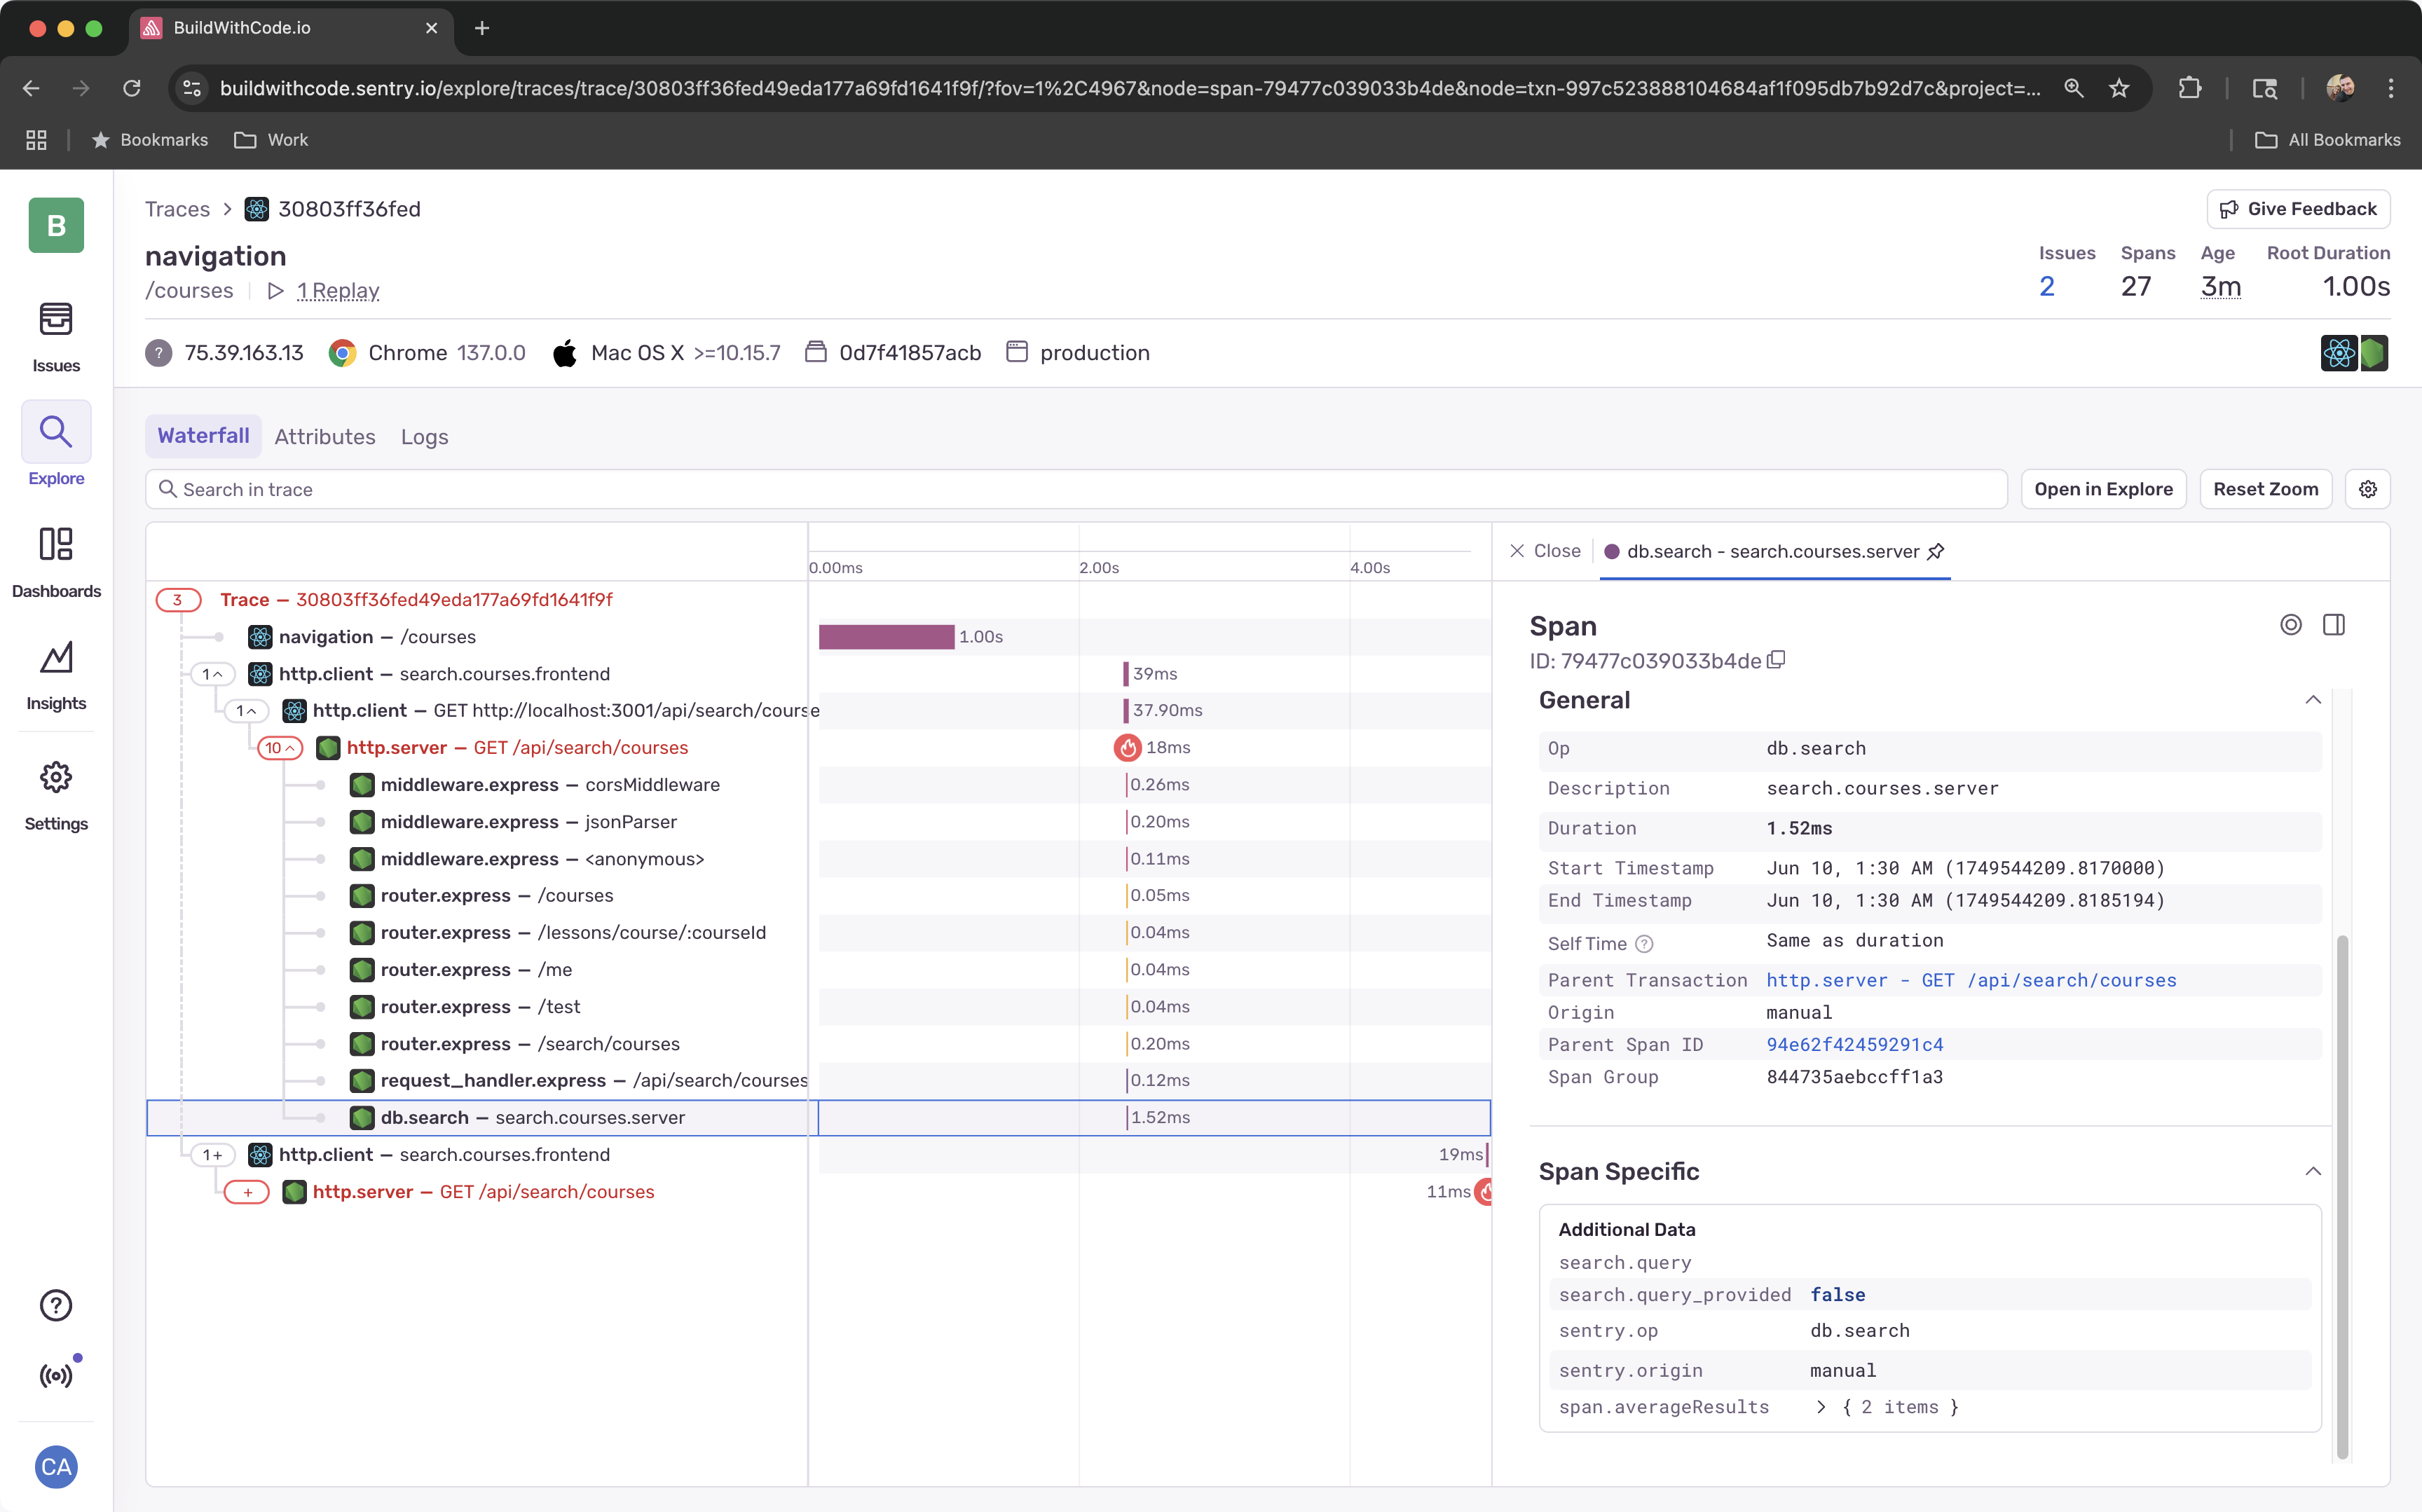 BuildWithCode.io
buildwithcode.sentry.io/explore/traces/trace/30803ff36fed49eda177a69fd1641f9f/?fov=1%2C4967&node=span-79477c039033b4de&node=txn-997c523888104684af1f095db7b92d7c&project=...
Bookmarks Work All Bookmarks
B
Issues
Explore
Dashboards
Insights
Settings
CA
Traces > 30803ff36fed
Give Feedback
navigation
/courses 1 Replay
Issues Spans Age Root Duration
2 27 3m 1.00s
75.39.163.13 Chrome 137.0.0 Mac OS X >=10.15.7 0d7f41857acb production
Waterfall Attributes Logs
Search in trace Open in Explore Reset Zoom
0.00ms 2.00s 4.00s
3 Trace — 30803ff36fed49eda177a69fd1641f9f
navigation — /courses 1.00s
1 http.client — search.courses.frontend 39ms
1 http.client — GET http://localhost:3001/api/search/course 37.90ms
10 http.server — GET /api/search/courses 18ms
middleware.express — corsMiddleware 0.26ms
middleware.express — jsonParser 0.20ms
middleware.express — <anonymous> 0.11ms
router.express — /courses 0.05ms
router.express — /lessons/course/:courseId 0.04ms
router.express — /me 0.04ms
router.express — /test 0.04ms
router.express — /search/courses 0.20ms
request_handler.express — /api/search/courses 0.12ms
db.search — search.courses.server 1.52ms
1+ http.client — search.courses.frontend 19ms
+ http.server — GET /api/search/courses 11ms
Close db.search - search.courses.server
Span
ID: 79477c039033b4de
General
Op db.search
Description search.courses.server
Duration 1.52ms
Start Timestamp Jun 10, 1:30 AM (1749544209.8170000)
End Timestamp Jun 10, 1:30 AM (1749544209.8185194)
Self Time ? Same as duration
Parent Transaction http.server - GET /api/search/courses
Origin manual
Parent Span ID 94e62f42459291c4
Span Group 844735aebccff1a3
Span Specific
Additional Data
search.query
search.query_provided false
sentry.op db.search
sentry.origin manual
span.averageResults > { 2 items }